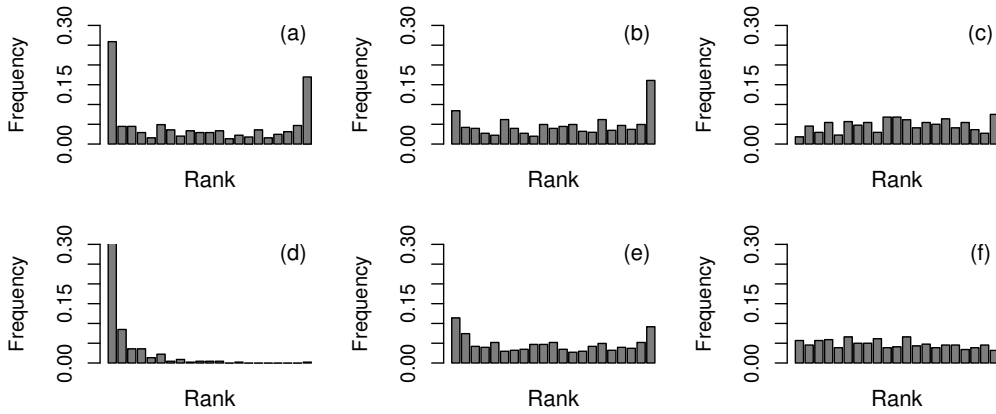 (a)
Frequency
0.00 0.15 0.30
Rank
(b)
Frequency
0.00 0.15 0.30
Rank
(c)
Frequency
0.00 0.15 0.30
Rank
(d)
Frequency
0.00 0.15 0.30
Rank
(e)
Frequency
0.00 0.15 0.30
Rank
(f)
Frequency
0.00 0.15 0.30
Rank